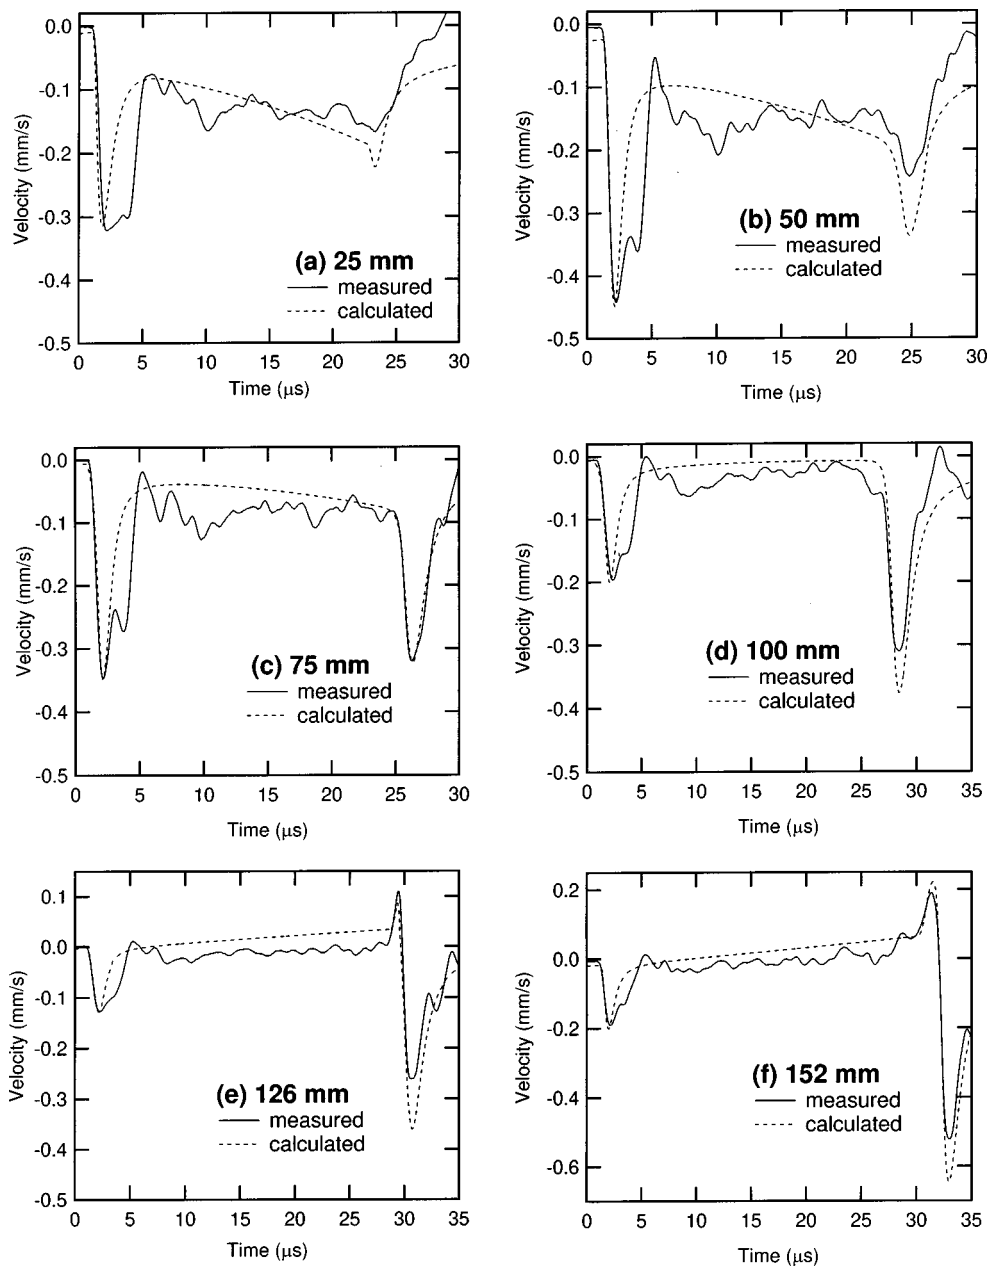 0.0
-0.1
-0.2
-0.3
-0.4
-0.5
Velocity (mm/s)
(a) 25 mm
measured
calculated
0 5 10 15 20 25 30
Time (μs)
0.0
-0.1
-0.2
-0.3
-0.4
-0.5
Velocity (mm/s)
(b) 50 mm
measured
calculated
0 5 10 15 20 25 30
Time (μs)
0.0
-0.1
-0.2
-0.3
-0.4
-0.5
Velocity (mm/s)
(c) 75 mm
measured
calculated
0 5 10 15 20 25 30
Time (μs)
0.0
-0.1
-0.2
-0.3
-0.4
-0.5
Velocity (mm/s)
(d) 100 mm
measured
calculated
0 5 10 15 20 25 30 35
Time (μs)
0.1
0.0
-0.1
-0.2
-0.3
-0.4
-0.5
Velocity (mm/s)
(e) 126 mm
measured
calculated
0 5 10 15 20 25 30 35
Time (μs)
0.2
-0.0
-0.2
-0.4
-0.6
Velocity (mm/s)
(f) 152 mm
measured
calculated
0 5 10 15 20 25 30 35
Time (μs)